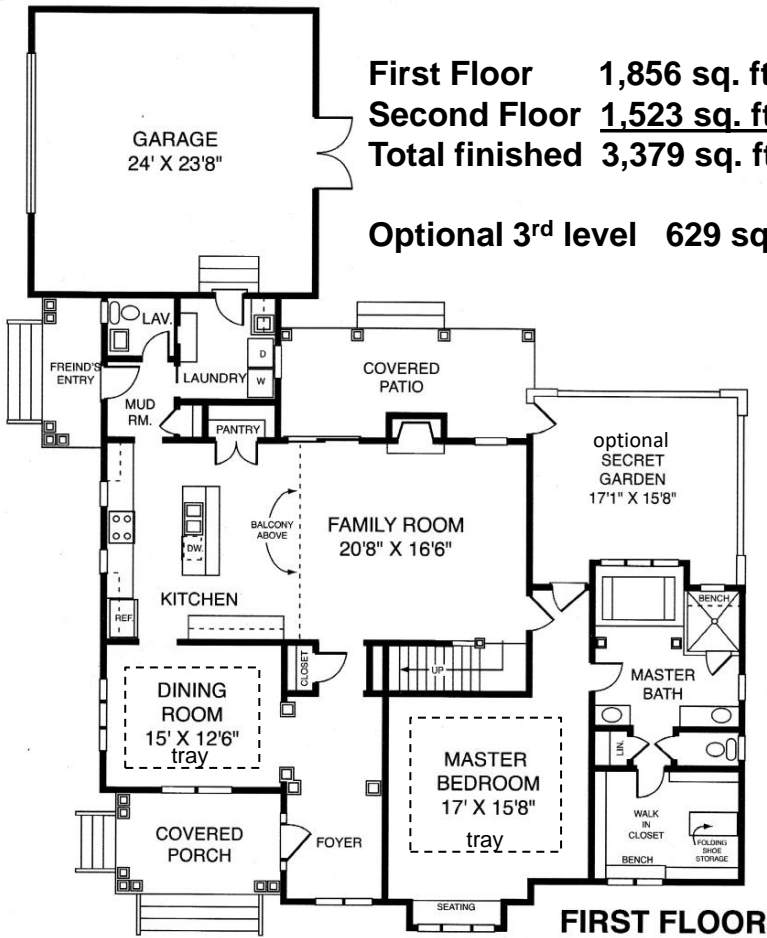 First Floor 1,856 sq. ft
Second Floor 1,523 sq. ft
Total finished 3,379 sq. ft
Optional 3rd level 629 sq
GARAGE
24' X 23'8"
LAV.
FREIND'S
ENTRY
LAUNDRY
D
W
MUD
RM.
PANTRY
COVERED
PATIO
optional
SECRET
GARDEN
17'1" X 15'8"
BALCONY
ABOVE
FAMILY ROOM
20'8" X 16'6"
DW.
KITCHEN
REF.
BENCH
CLOSET
UP
MASTER
BATH
DINING
ROOM
15' X 12'6"
tray
MASTER
BEDROOM
17' X 15'8"
tray
LIN.
WALK
IN
CLOSET
FOLDING
SHOE
STORAGE
BENCH
COVERED
PORCH
FOYER
SEATING
FIRST FLOOR